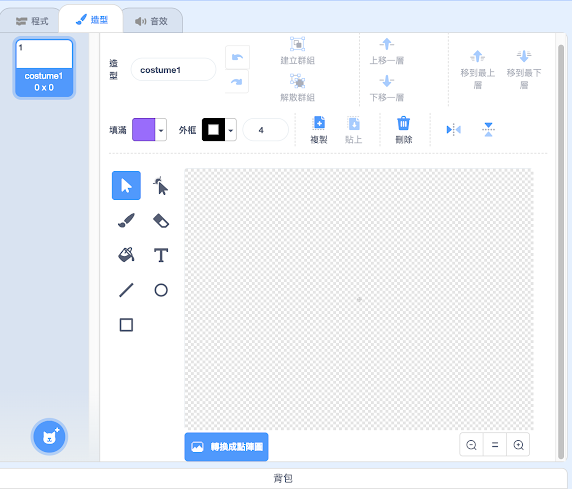 程式
造型
音效
1
costume1
0 x 0
造型
costume1
建立群組
解散群組
上移一層
下移一層
移到最上層
移到最下層
填滿
外框
4
複製
貼上
刪除
T
轉換成點陣圖
背包